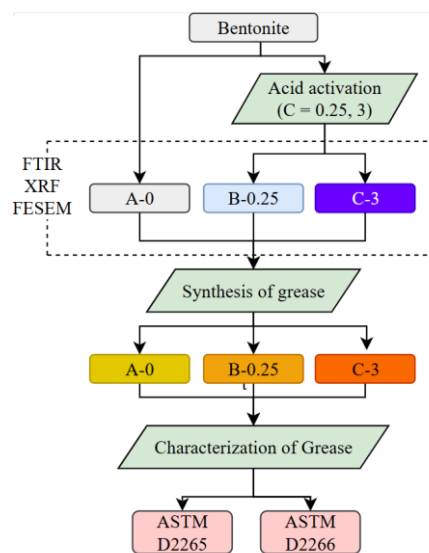 Bentonite
Acid activation
(C = 0.25, 3)
FTIR
XRF
FESEM
A-0
B-0.25
C-3
Synthesis of grease
A-0
B-0.25
C-3
Characterization of Grease
ASTM
D2265
ASTM
D2266